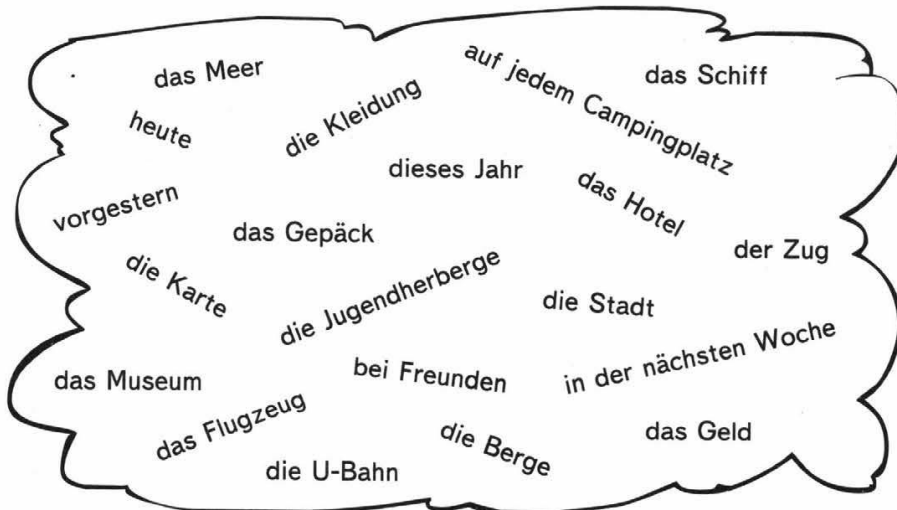 das Meer
auf jedem Campingplatz
das Schiff
heute
die Kleidung
dieses Jahr
das Hotel
vorgestern
das Gepäck
der Zug
die Karte
die Jugendherberge
die Stadt
das Museum
bei Freunden
in der nächsten Woche
das Flugzeug
die Berge
das Geld
die U-Bahn